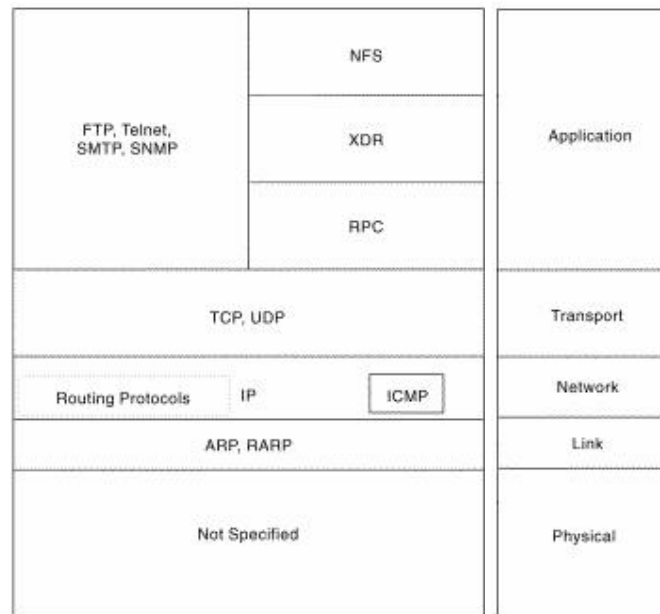 FTP, Telnet,
SMTP, SNMP
NFS
XDR
RPC
Application
TCP, UDP
Transport
Routing Protocols
IP
ICMP
Network
ARP, RARP
Link
Not Specified
Physical